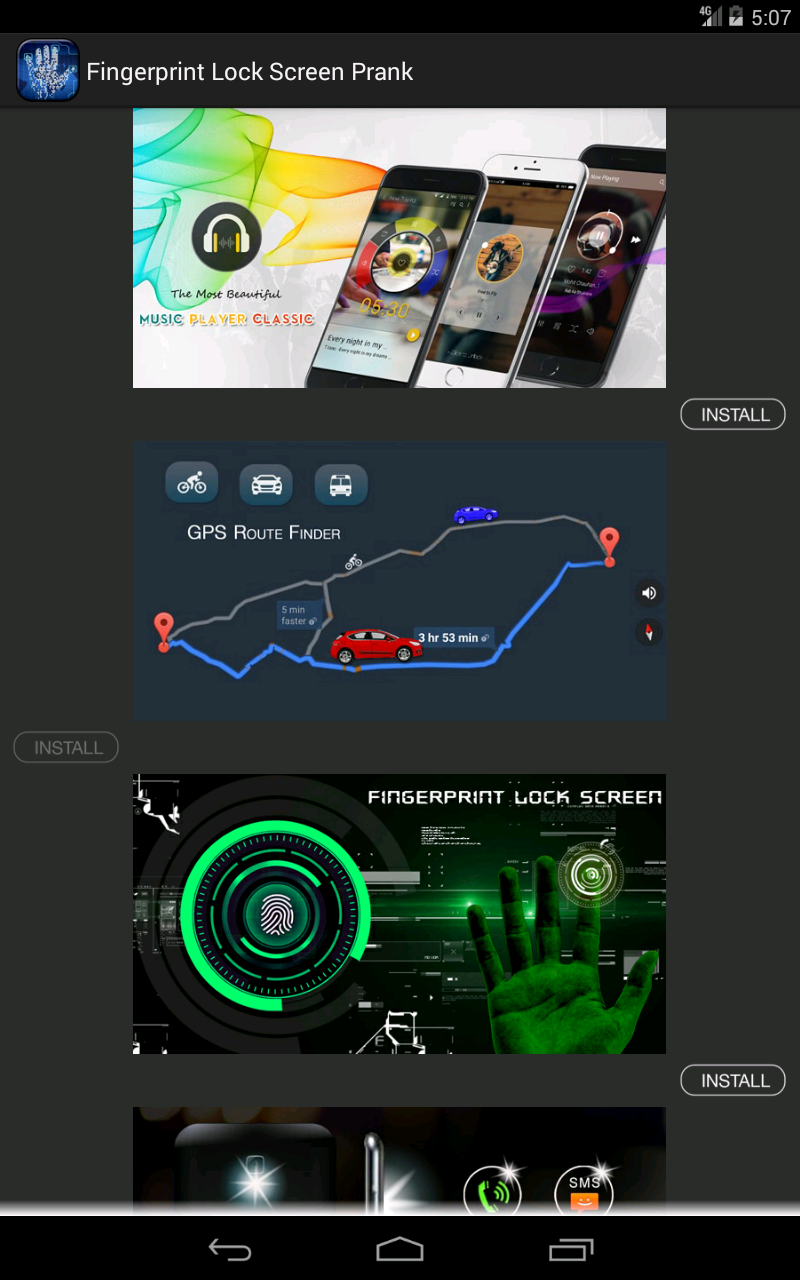 4G 5:07
Fingerprint Lock Screen Prank
Now Playing
The Most Beautiful
MUSIC PLAYER CLASSIC
05:30
Every night in my ..
INSTALL
GPS ROUTE FINDER
5 min
faster
3 hr 53 min
INSTALL
FINGERPRINT LOCK SCREEN
INSTALL
SMS